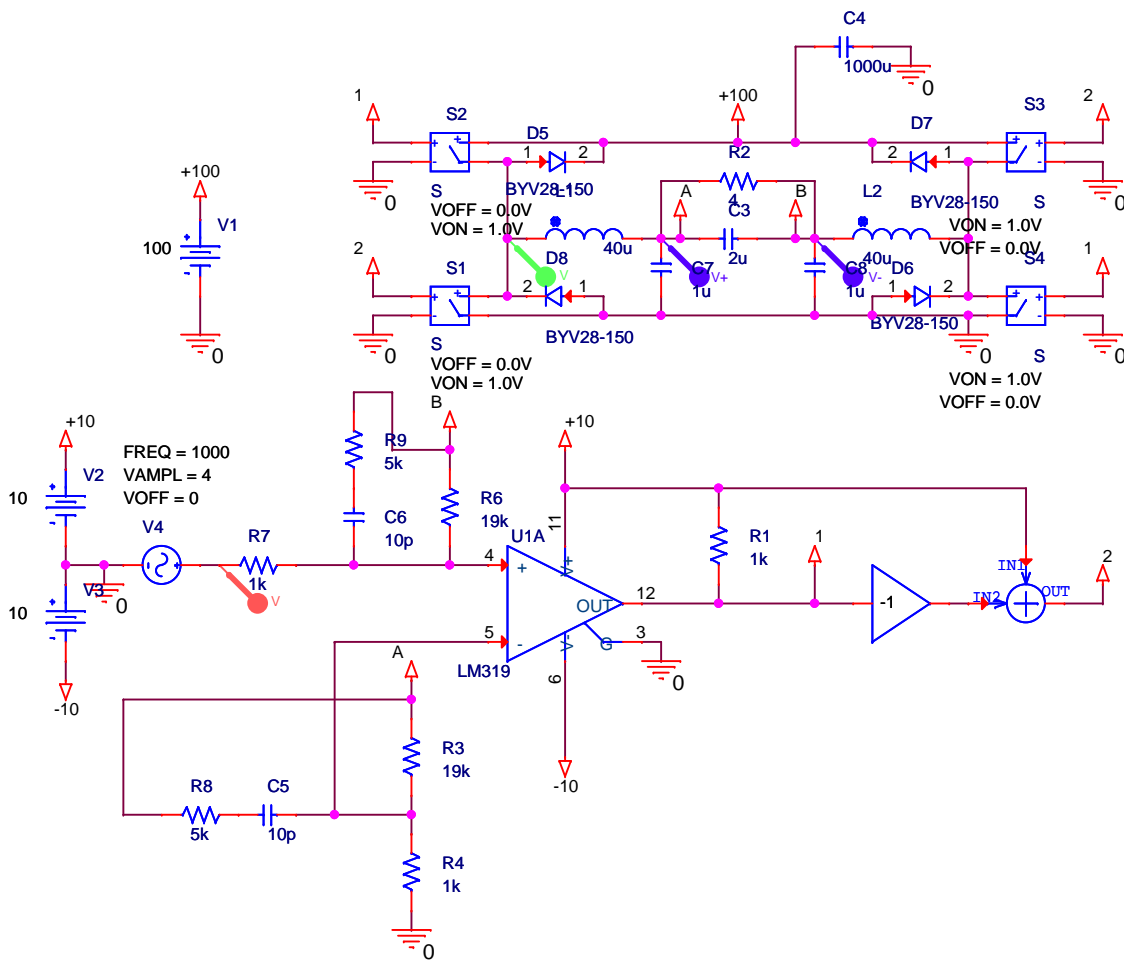 C4
1000u
0
1
S2
+100
S3
2
D5
D7
1
2
2
1
R2
4
+100
V1
100
0
0
S
VOFF = 0.0V
VON = 1.0V
BYV28-150
L1
40u
A
C3
2u
B
L2
40u
BYV28-150
S
VON = 1.0V
VOFF = 0.0V
0
2
S1
D8
V
2
1
C7
1u
V+
C8
1u
V-
D6
1
2
S4
1
0
S
VOFF = 0.0V
VON = 1.0V
BYV28-150
BYV28-150
0
S
VON = 1.0V
VOFF = 0.0V
0
+10
V2
10
FREQ = 1000
VAMPL = 4
VOFF = 0
V4
R7
1k
V
0
V3
10
-10
B
R9
5k
C6
10p
R6
19k
+10
11
U1A
4
+
V+
OUT
12
5
-
V-
G
3
0
LM319
6
-10
R1
1k
1
-1
IN1
IN2
OUT
2
A
R3
19k
R8
5k
C5
10p
R4
1k
0